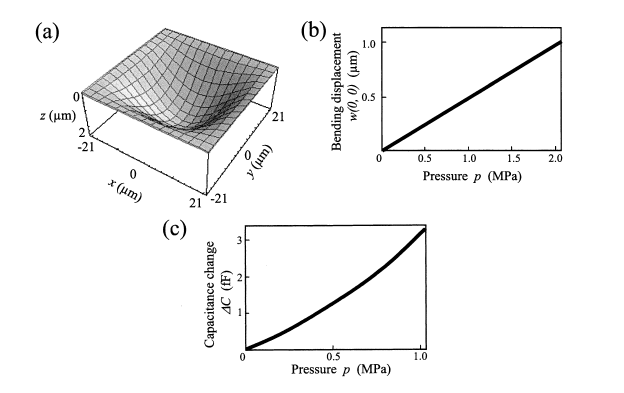 (a)
0
z (μm)
2
-21
0
x (μm)
21
-21
0
y (μm)
21
(b)
Bending displacement
w(0, 0) (μm)
1.0
0.5
0
0.5
1.0
1.5
2.0
Pressure p (MPa)
(c)
Capacitance change
ΔC (fF)
3
2
1
0
0.5
1.0
Pressure p (MPa)